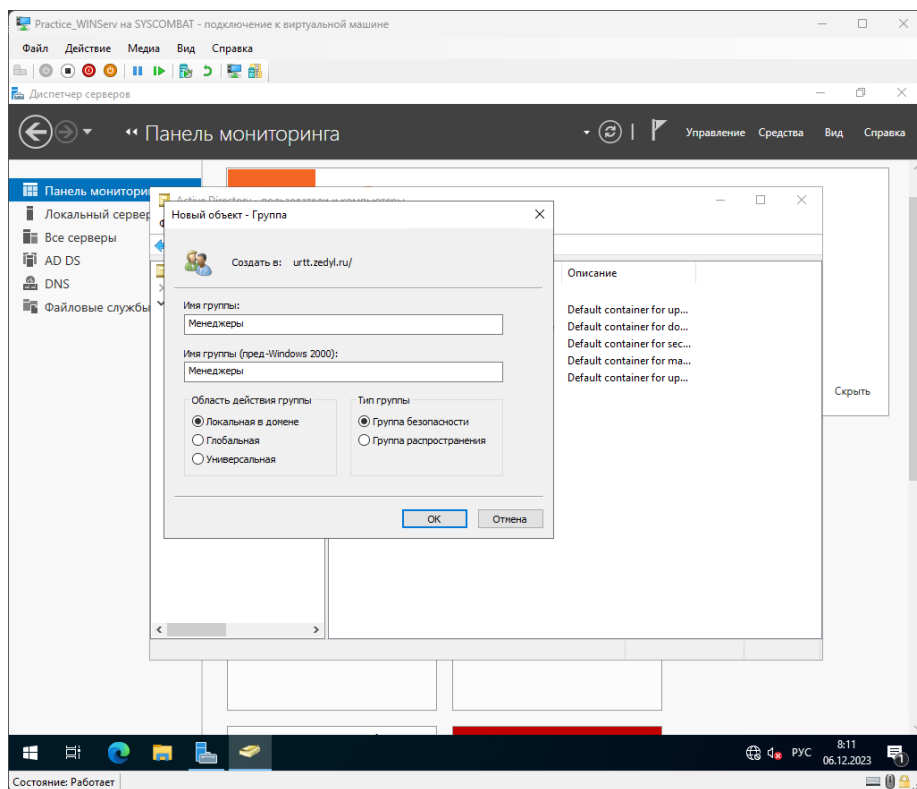 Practice_WINServ на SYSCOMBAT - подключение к виртуальной машине
Файл Действие Медиа Вид Справка
Диспетчер серверов
Панель мониторинга
Управление Средства Вид Справка
Панель монитори
Локальный сервер
Все серверы
AD DS
DNS
Файловые службы
Active Directory - пользователи и компьютеры
Новый объект - Группа
Создать в: urtt.zedyl.ru/
Имя группы:
Менеджеры
Имя группы (пред-Windows 2000):
Менеджеры
Область действия группы
Локальная в домене
Глобальная
Универсальная
Тип группы
Группа безопасности
Группа распространения
ОК Отмена
Описание
Default container for up...
Default container for do...
Default container for sec...
Default container for ma...
Default container for up...
Скрыть
РУС
8:11
06.12.2023
1
Состояние: Работает